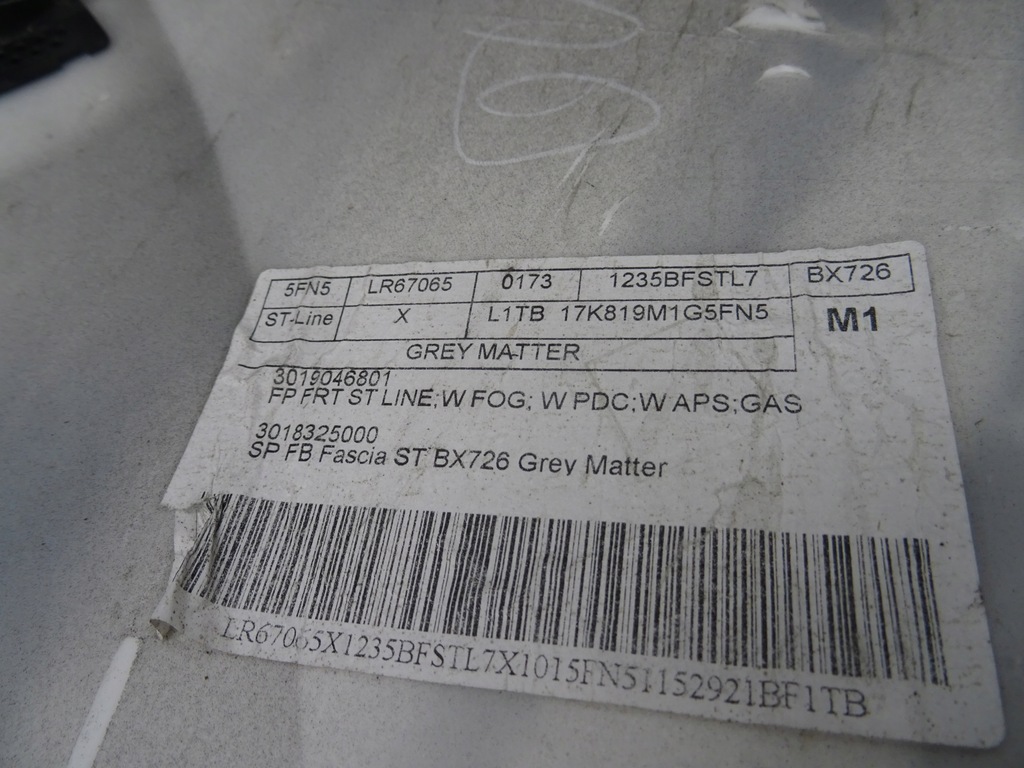 5FN5 LR67065 0173 1235BFSTL7 BX726
ST-Line X L1TB 17K819M1G5FN5 M1
GREY MATTER
3019046801
FP FRT ST LINE;W FOG; W PDC;W APS;GAS
3018325000
SP FB Fascia ST BX726 Grey Matter
LR67065X1235BFSTL7X1015FN51152921BF1TB